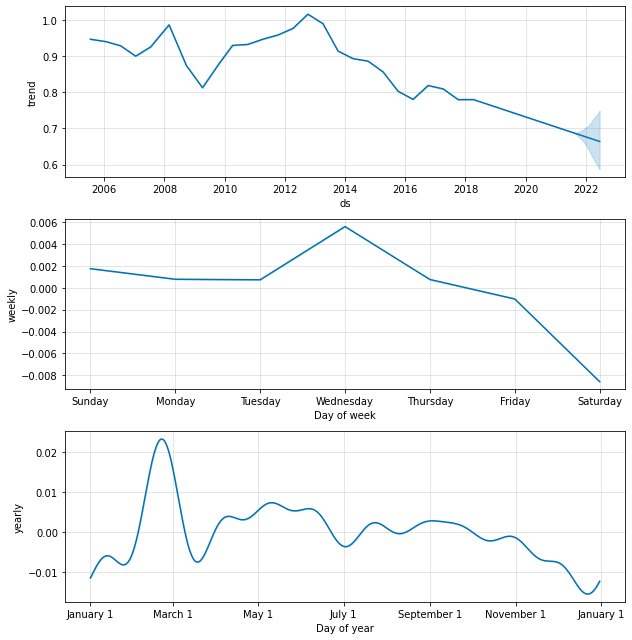 1.0
0.9
0.8
0.7
0.6
trend
2006 2008 2010 2012 2014 2016 2018 2020 2022
ds
0.006
0.004
0.002
0.000
−0.002
−0.004
−0.006
−0.008
weekly
Sunday Monday Tuesday Wednesday Thursday Friday Saturday
Day of week
0.02
0.01
0.00
−0.01
yearly
January 1 March 1 May 1 July 1 September 1 November 1 January 1
Day of year